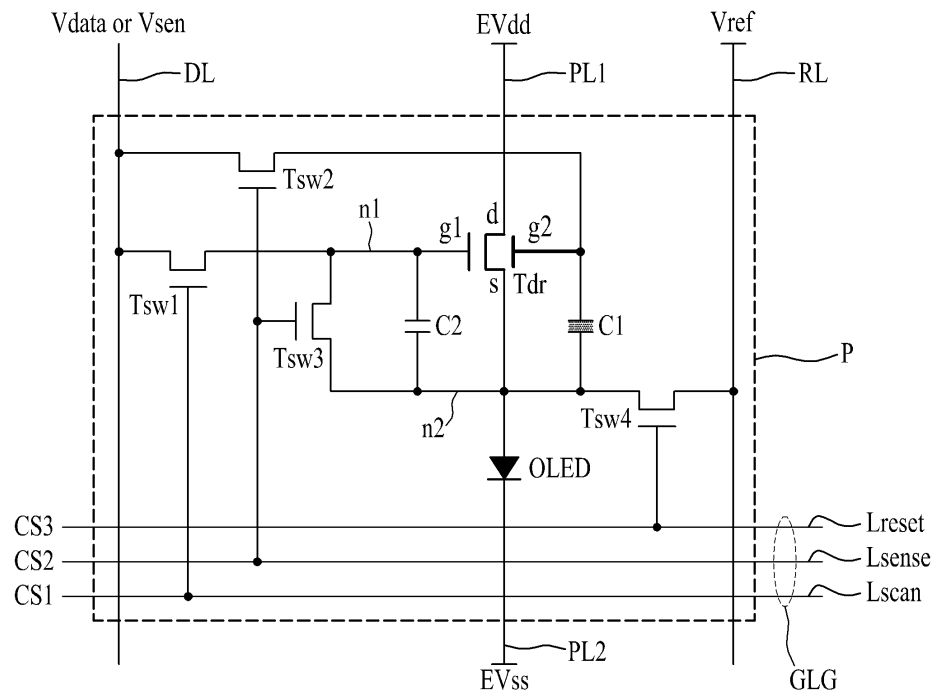 Vdata or Vsen
EVdd
Vref
DL
PL1
RL
Tsw2
n1
g1
d
g2
s
Tdr
Tsw1
Tsw3
C2
C1
P
n2
Tsw4
OLED
CS3
Lreset
CS2
Lsense
CS1
Lscan
PL2
EVss
GLG